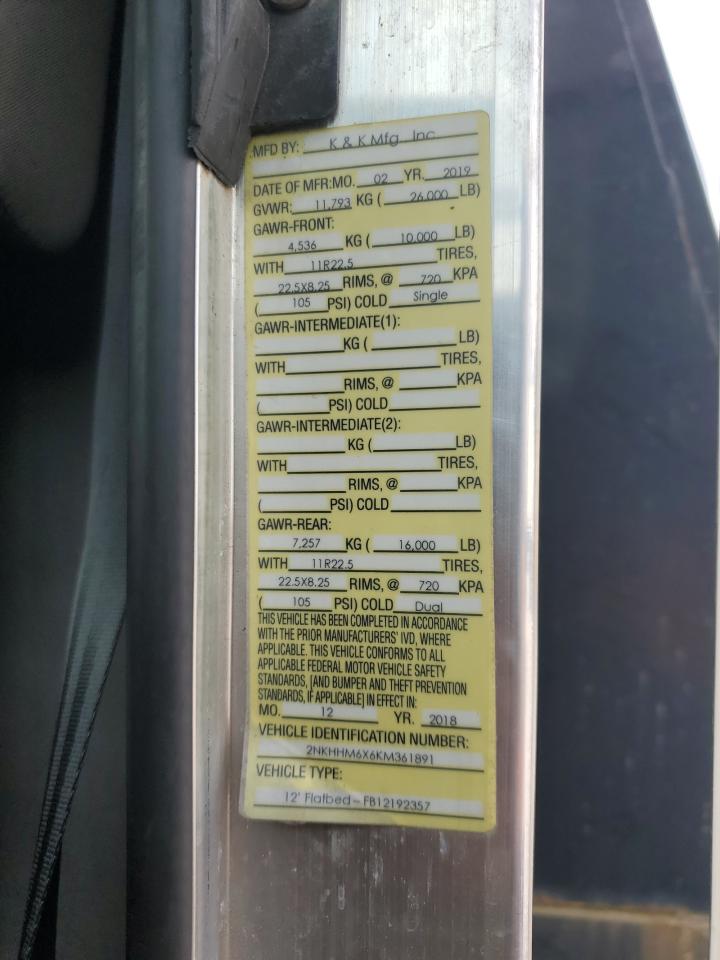 MFD BY: K & K Mfg, Inc
DATE OF MFR:MO. 02 YR. 2019
GVWR: 11,793 KG ( 26,000 LB)
GAWR-FRONT:
4,536 KG ( 10,000 LB)
WITH 11R22.5 TIRES,
22.5X8.25 RIMS, @ 720 KPA
( 105 PSI) COLD Single
GAWR-INTERMEDIATE(1):
KG ( LB)
WITH TIRES,
RIMS, @ KPA
( PSI) COLD
GAWR-INTERMEDIATE(2):
KG ( LB)
WITH TIRES,
RIMS, @ KPA
( PSI) COLD
GAWR-REAR:
7,257 KG ( 16,000 LB)
WITH 11R22.5 TIRES,
22.5X8.25 RIMS, @ 720 KPA
( 105 PSI) COLD Dual
THIS VEHICLE HAS BEEN COMPLETED IN ACCORDANCE
WITH THE PRIOR MANUFACTURERS' IVD, WHERE
APPLICABLE. THIS VEHICLE CONFORMS TO ALL
APPLICABLE FEDERAL MOTOR VEHICLE SAFETY
STANDARDS, [AND BUMPER AND THEFT PREVENTION
STANDARDS, IF APPLICABLE] IN EFFECT IN:
MO. 12 YR. 2018
VEHICLE IDENTIFICATION NUMBER:
2NKHHM6X6KM361891
VEHICLE TYPE:
12' Flatbed - FB12192357